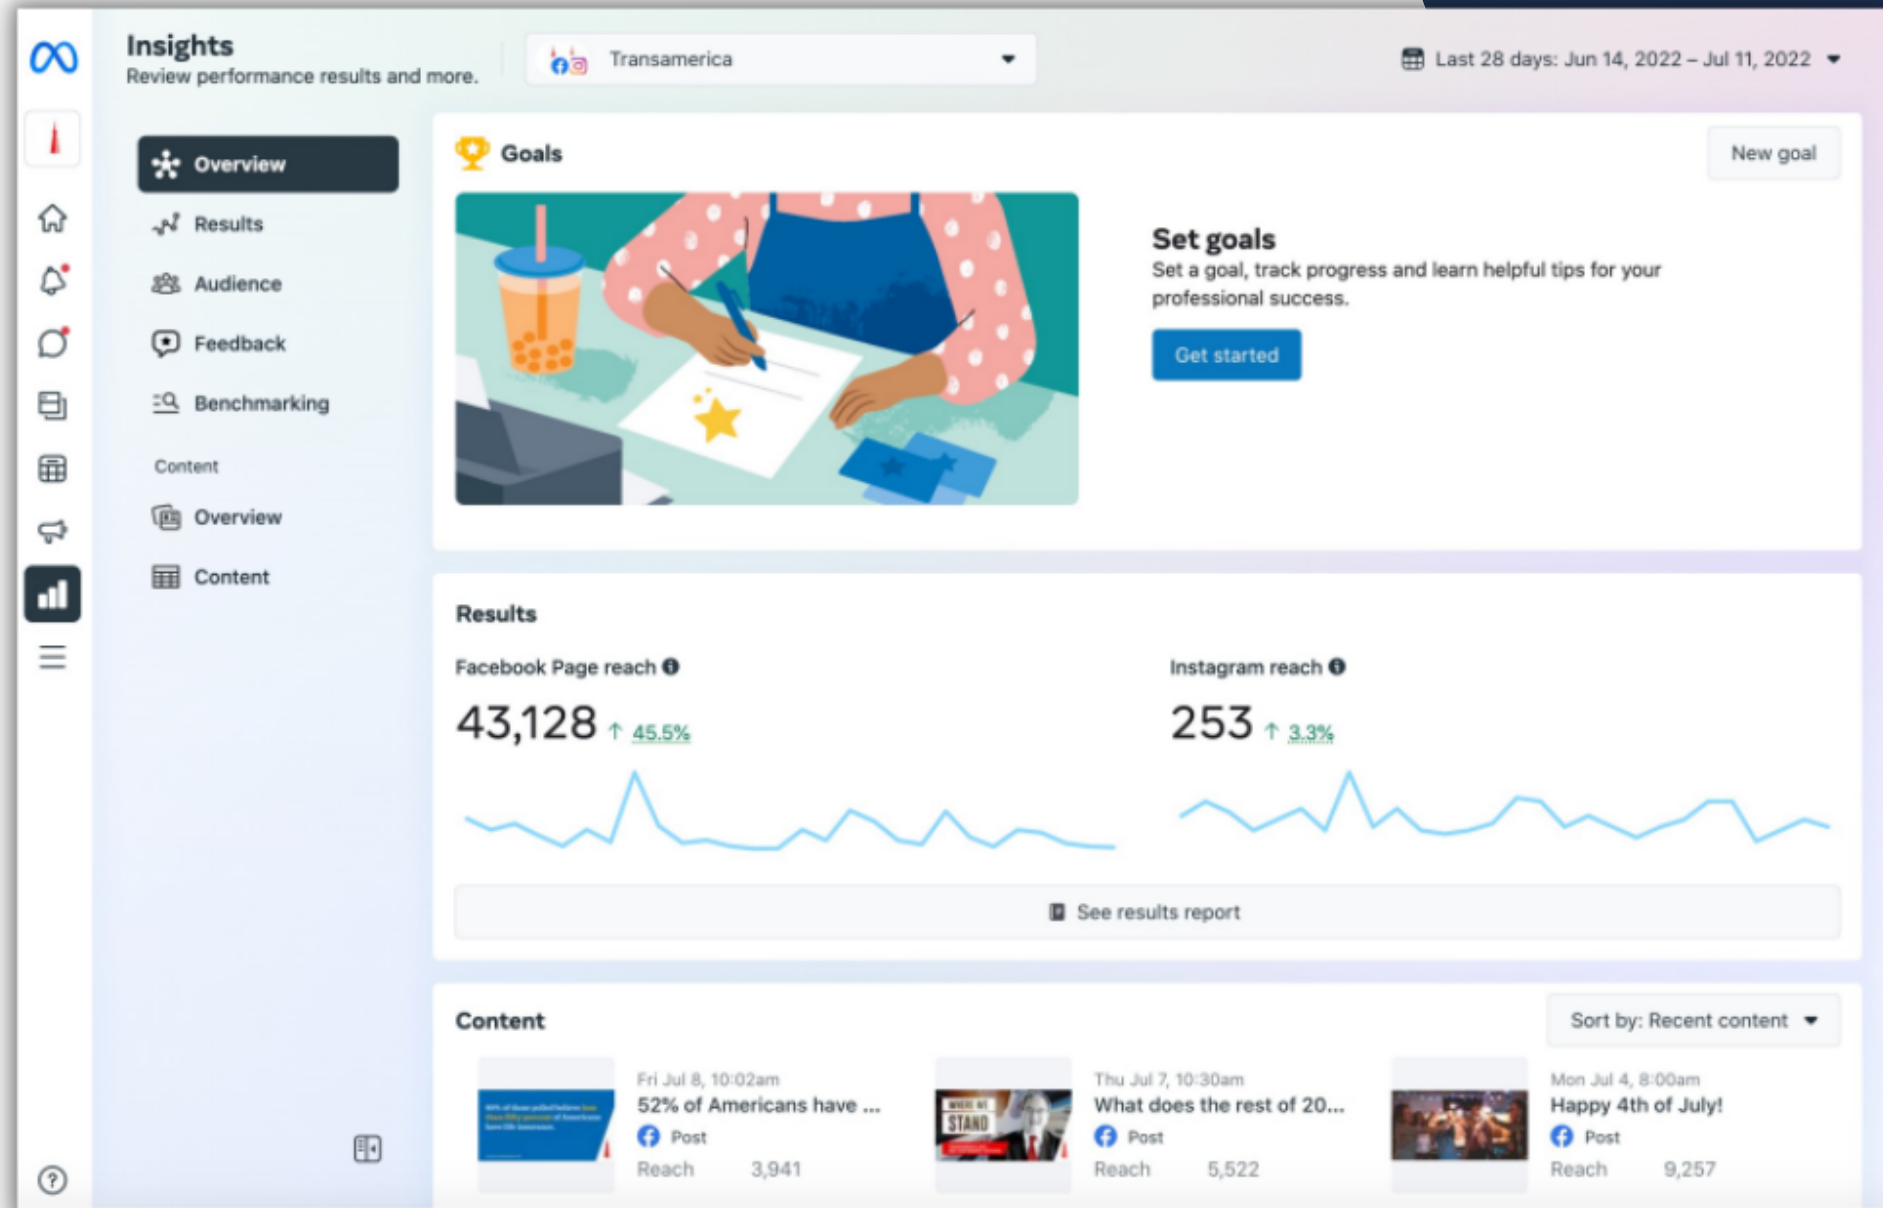 Insights
Review performance results and more.
Transamerica
Last 28 days: Jun 14, 2022 – Jul 11, 2022
Overview
Results
Audience
Feedback
Benchmarking
Content
Overview
Content
Goals
New goal
Set goals
Set a goal, track progress and learn helpful tips for your
professional success.
Get started
Results
Facebook Page reach
43,128 ↑ 45.5%
Instagram reach
253 ↑ 3.3%
See results report
Content
Sort by: Recent content
Fri Jul 8, 10:02am
52% of Americans have ...
Post
Reach 3,941
WHERE WE
STAND
Thu Jul 7, 10:30am
What does the rest of 20...
Post
Reach 5,522
Mon Jul 4, 8:00am
Happy 4th of July!
Post
Reach 9,257